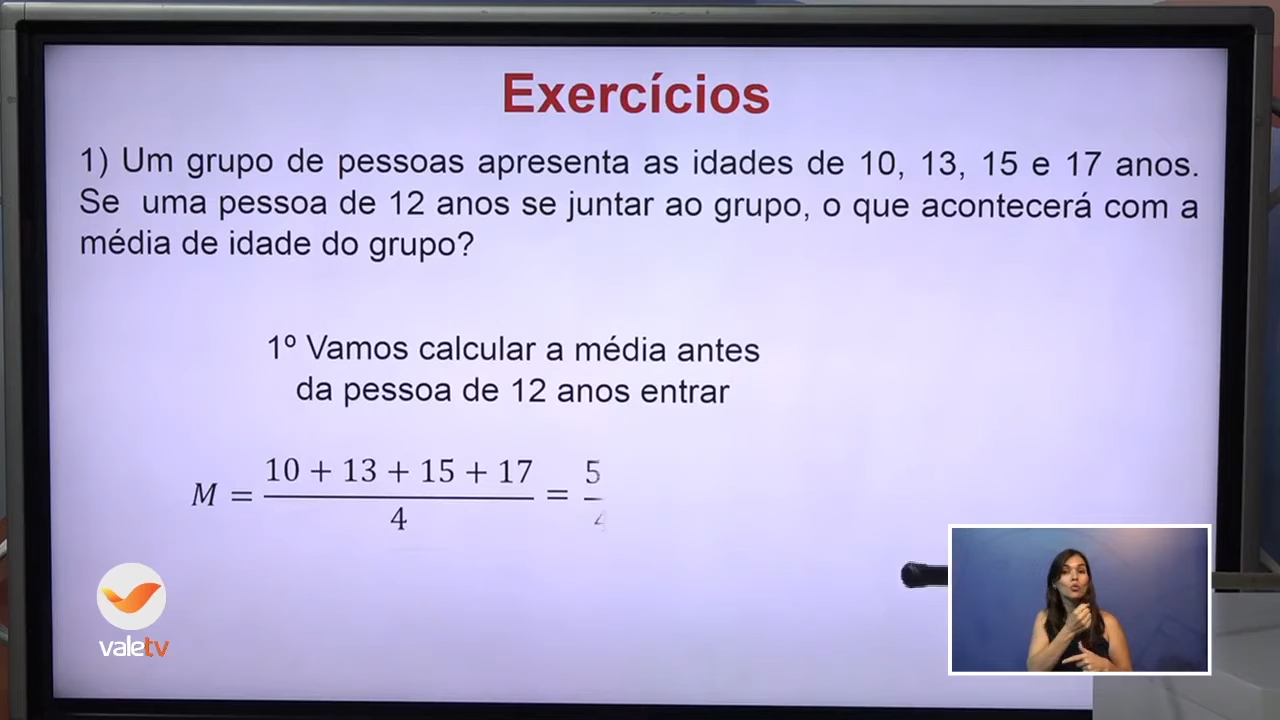 Exercícios
1) Um grupo de pessoas apresenta as idades de 10, 13, 15 e 17 anos.
Se uma pessoa de 12 anos se juntar ao grupo, o que acontecerá com a
média de idade do grupo?
1º Vamos calcular a média antes
da pessoa de 12 anos entrar
M = (10 + 13 + 15 + 17)/4 = 5/4
valetv